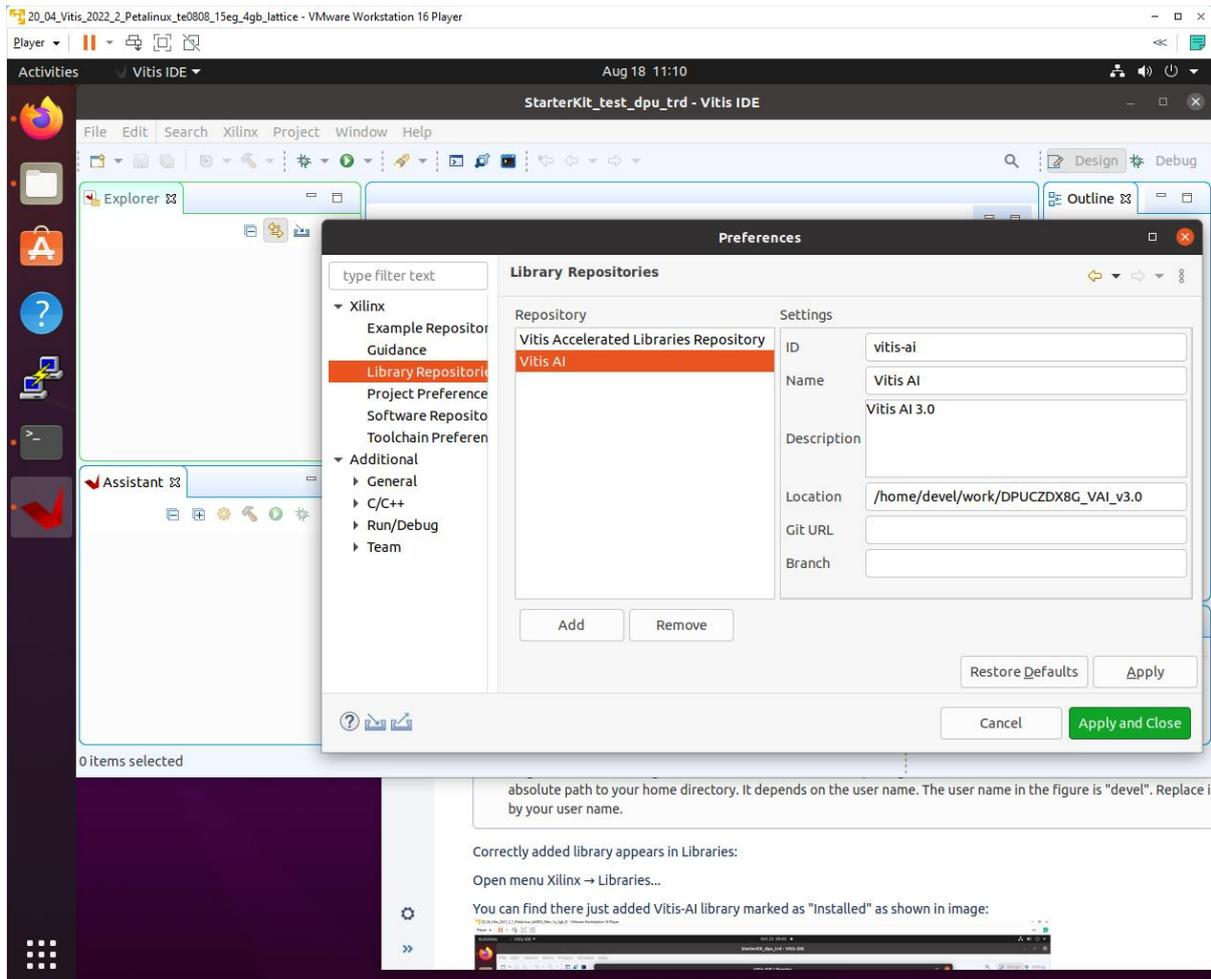 20_04_Vitis_2022_2_Petalinux_te0808_15eg_4gb_lattice - VMware Workstation 16 Player
Player
Activities
Vitis IDE
Aug 18 11:10
StarterKit_test_dpu_trd - Vitis IDE
File Edit Search Xilinx Project Window Help
Design Debug
Explorer
Outline
Preferences
type filter text
Library Repositories
Xilinx
Example Repositor
Guidance
Library Repositorie
Project Preference
Software Reposito
Toolchain Preferen
Additional
General
C/C++
Run/Debug
Team
Repository
Vitis Accelerated Libraries Repository
Vitis AI
Settings
ID vitis-ai
Name Vitis AI
Description Vitis AI 3.0
Location /home/devel/work/DPUCZDX8G_VAI_v3.0
Git URL
Branch
Add Remove
Restore Defaults Apply
Cancel Apply and Close
Assistant
0 items selected
absolute path to your home directory. It depends on the user name. The user name in the figure is "devel". Replace i
by your user name.
Correctly added library appears in Libraries:
Open menu Xilinx → Libraries...
You can find there just added Vitis-AI library marked as "Installed" as shown in image: